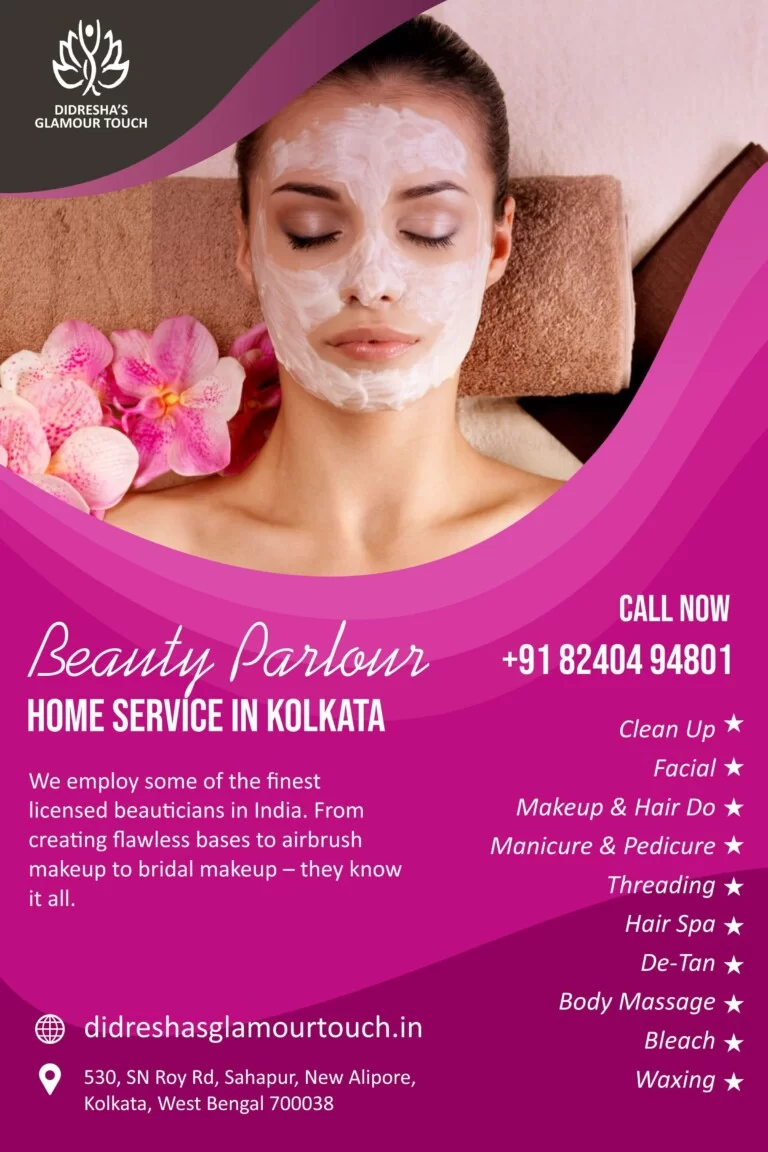 DIDRESHA'S
GLAMOUR TOUCH
Beauty Parlour
HOME SERVICE IN KOLKATA
We employ some of the finest
licensed beauticians in India. From
creating flawless bases to airbrush
makeup to bridal makeup – they know
it all.
CALL NOW
+91 82404 94801
Clean Up
Facial
Makeup & Hair Do
Manicure & Pedicure
Threading
Hair Spa
De-Tan
Body Massage
Bleach
Waxing
didreshasglamourtouch.in
530, SN Roy Rd, Sahapur, New Alipore,
Kolkata, West Bengal 700038